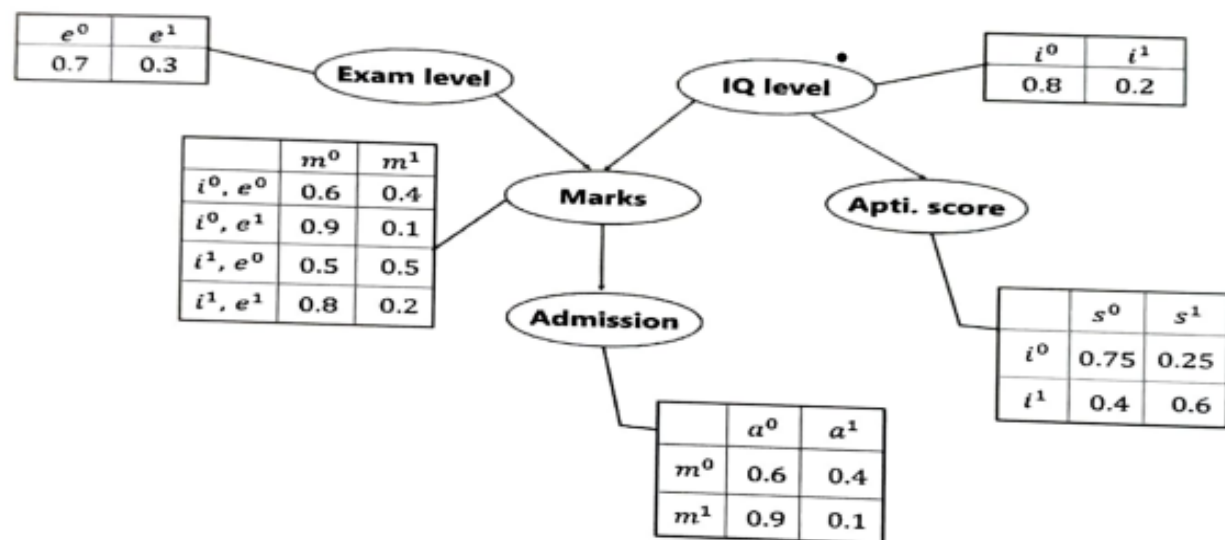 e⁰ e¹
0.7 0.3
Exam level
IQ level
i⁰ i¹
0.8 0.2
m⁰ m¹
i⁰, e⁰ 0.6 0.4
i⁰, e¹ 0.9 0.1
i¹, e⁰ 0.5 0.5
i¹, e¹ 0.8 0.2
Marks
Apti. score
Admission
s⁰ s¹
i⁰ 0.75 0.25
i¹ 0.4 0.6
a⁰ a¹
m⁰ 0.6 0.4
m¹ 0.9 0.1